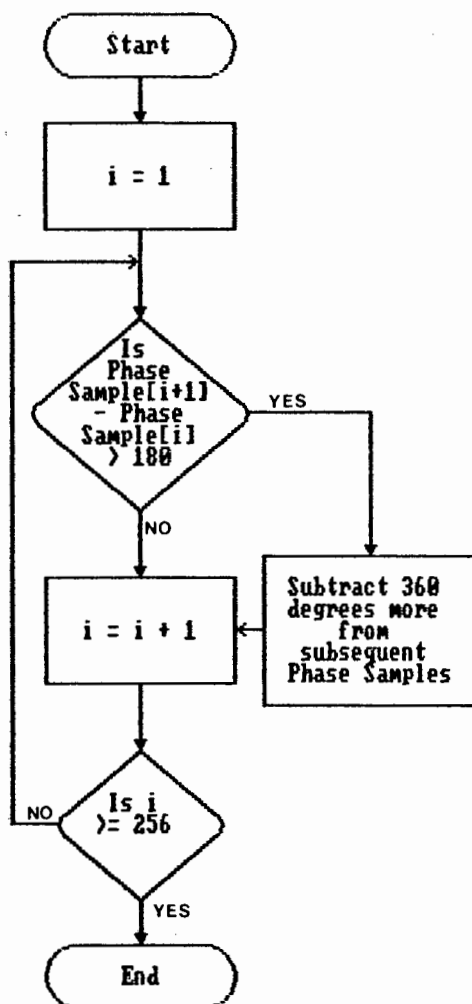 Start
i = 1
Is
Phase
Sample[i+1]
- Phase
Sample[i]
> 180
YES
NO
Subtract 360
degrees more
from
subsequent
Phase Samples
i = i + 1
Is i
>= 256
NO
YES
End